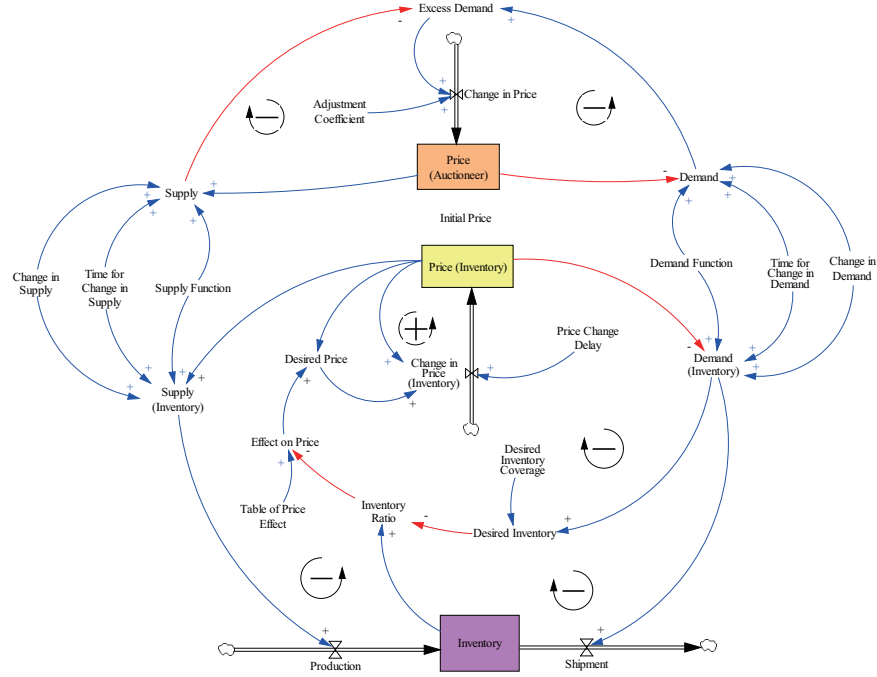 Excess Demand
-
+
+
+
Change in Price
Adjustment
Coefficient
Price
(Auctioneer)
Supply
+
+
+
+
Demand
-
+
+
+
Initial Price
Price (Inventory)
Change in
Supply
Time for
Change in
Supply
Supply Function
Demand Function
Time for
Change in
Demand
Change in
Demand
Desired Price
+
+
+
Change in
Price
(Inventory)
+
Price Change
Delay
Demand
(Inventory)
-
+
+
+
Supply
(Inventory)
+
+
+
+
Effect on Price
-
+
Table of Price
Effect
Desired
Inventory
Coverage
Inventory
Ratio
-
+
Desired Inventory
+
Inventory
+
Production
+
Shipment